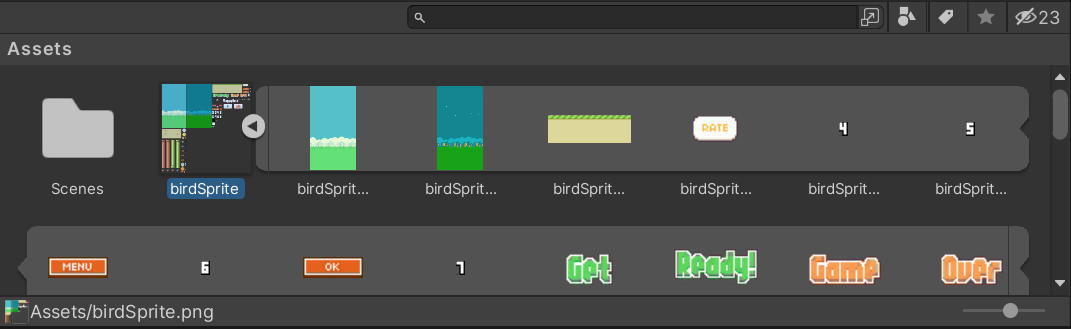 23
Assets
RATE
4
5
Scenes
birdSprite
birdSprit...
birdSprit...
birdSprit...
birdSprit...
birdSprit...
birdSprit...
MENU
6
OK
7
Get
Ready!
Game
Over
Assets/birdSprite.png